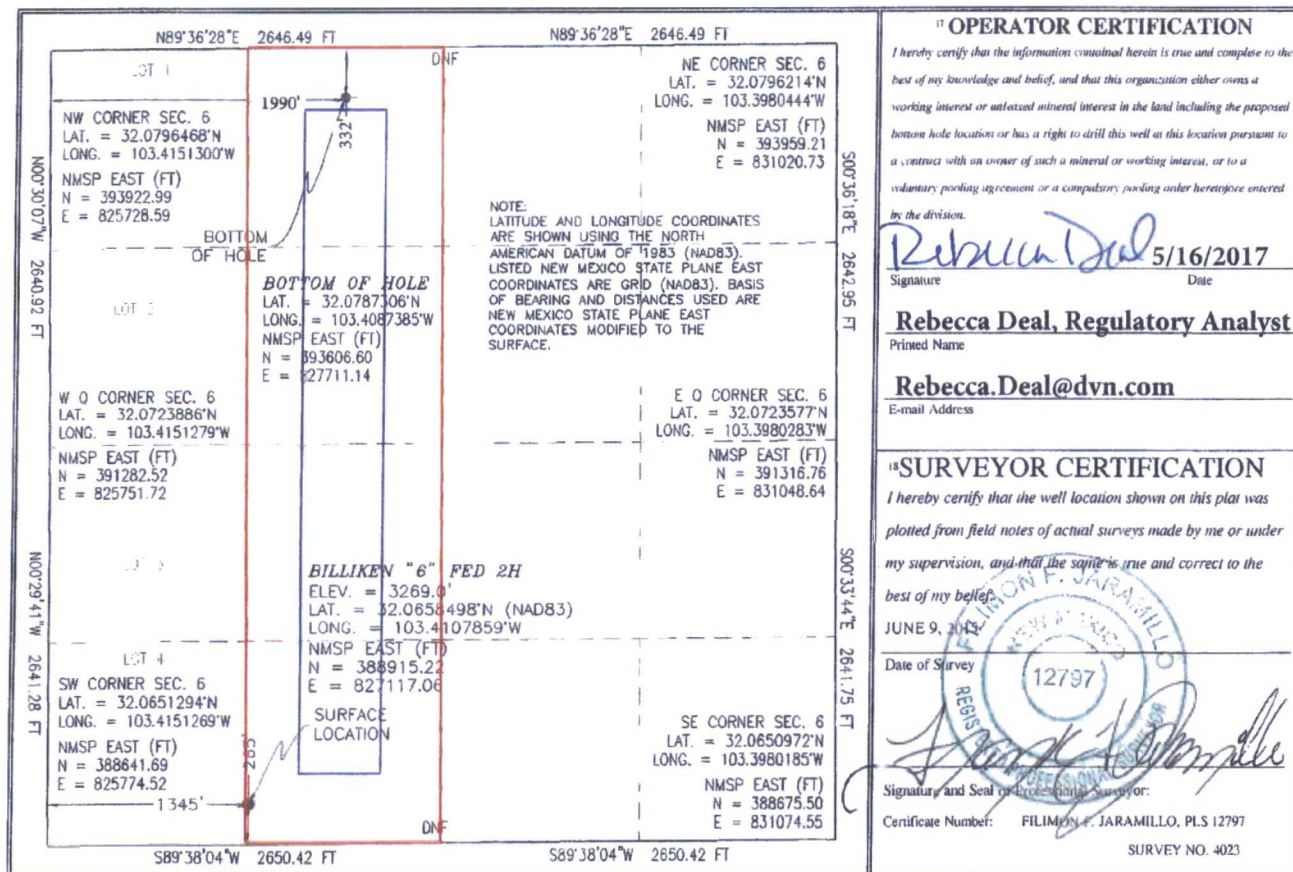 N89°36'28"E 2646.49 FT
N89°36'28"E 2646.49 FT
DNF
LOT 1
1990'
332'
NW CORNER SEC. 6
LAT. = 32.0796468°N
LONG. = 103.4151300°W
NMSP EAST (FT)
N = 393922.99
E = 825728.59
NE CORNER SEC. 6
LAT. = 32.0796214°N
LONG. = 103.3980444°W
NMSP EAST (FT)
N = 393959.21
E = 831020.73
N00°30'07"W 2640.92 FT
S00°36'18"E 2642.95 FT
BOTTOM
OF HOLE
BOTTOM OF HOLE
LAT. = 32.0787306°N
LONG. = 103.4087385°W
NMSP EAST (FT)
N = 393606.60
E = 827711.14
NOTE:
LATITUDE AND LONGITUDE COORDINATES
ARE SHOWN USING THE NORTH
AMERICAN DATUM OF 1983 (NAD83).
LISTED NEW MEXICO STATE PLANE EAST
COORDINATES ARE GRID (NAD83). BASIS
OF BEARING AND DISTANCES USED ARE
NEW MEXICO STATE PLANE EAST
COORDINATES MODIFIED TO THE
SURFACE.
LOT
W Q CORNER SEC. 6
LAT. = 32.0723886°N
LONG. = 103.4151279°W
NMSP EAST (FT)
N = 391282.52
E = 825751.72
E Q CORNER SEC. 6
LAT. = 32.0723577°N
LONG. = 103.3980283°W
NMSP EAST (FT)
N = 391316.76
E = 831048.64
LOT
N00°29'41"W 2641.28 FT
S00°33'44"E 2641.75 FT
BILLIKEN "6" FED 2H
ELEV. = 3269.0'
LAT. = 32.0658498°N (NAD83)
LONG. = 103.4107859°W
NMSP EAST (FT)
N = 388915.22
E = 827117.06
LOT 4
SW CORNER SEC. 6
LAT. = 32.0651294°N
LONG. = 103.4151269°W
NMSP EAST (FT)
N = 388641.69
E = 825774.52
SURFACE
LOCATION
1345'
SE CORNER SEC. 6
LAT. = 32.0650972°N
LONG. = 103.3980185°W
NMSP EAST (FT)
N = 388675.50
E = 831074.55
DNF
S89°38'04"W 2650.42 FT
S89°38'04"W 2650.42 FT
17 OPERATOR CERTIFICATION
I hereby certify that the information contained herein is true and complete to the
best of my knowledge and belief, and that this organization either owns a
working interest or unleased mineral interest in the land including the proposed
bottom hole location or has a right to drill this well at this location pursuant to
a contract with an owner of such a mineral or working interest, or to a
voluntary pooling agreement or a compulsory pooling order heretofore entered
by the division.
Rebecca Deal 5/16/2017
Signature Date
Rebecca Deal, Regulatory Analyst
Printed Name
Rebecca.Deal@dvn.com
E-mail Address
18 SURVEYOR CERTIFICATION
I hereby certify that the well location shown on this plat was
plotted from field notes of actual surveys made by me or under
my supervision, and that the same is true and correct to the
best of my belief.
JUNE 9,
Date of Survey
FILIMON F. JARAMILLO
NEW MEXICO
12797
REGISTERED PROFESSIONAL SURVEYOR
Signature and Seal of Professional Surveyor:
Certificate Number: FILIMON F. JARAMILLO, PLS 12797
SURVEY NO. 4023